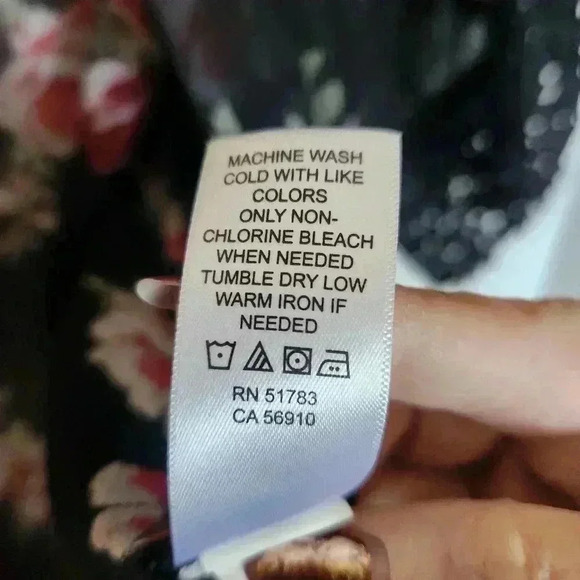 MACHINE WASH
COLD WITH LIKE
COLORS
ONLY NON-
CHLORINE BLEACH
WHEN NEEDED
TUMBLE DRY LOW
WARM IRON IF
NEEDED
RN 51783
CA 56910